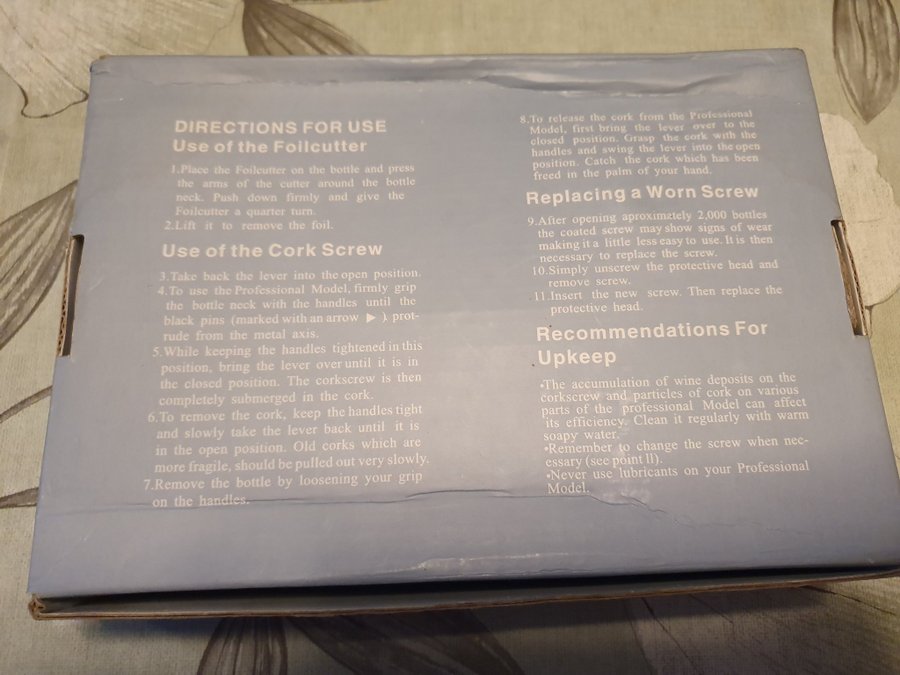 DIRECTIONS FOR USE
Use of the Foilcutter
1.Place the Foilcutter on the bottle and press
the arms of the cutter around the bottle
neck. Push down firmly and give the
Foilcutter a quarter turn.
2.Lift it to remove the foil.
Use of the Cork Screw
3.Take back the lever into the open position.
4.To use the Professional Model, firmly grip
the bottle neck with the handles until the
black pins (marked with an arrow ▶ ), prot-
rude from the metal axis.
5.While keeping the handles tightened in this
position, bring the lever over until it is in
the closed position. The corkscrew is then
completely submerged in the cork.
6.To remove the cork, keep the handles tight
and slowly take the lever back until it is
in the open position. Old corks which are
more fragile, should be pulled out very slowly.
7.Remove the bottle by loosening your grip
on the handles.
8.To release the cork from the Professional
Model, first bring the lever over to the
closed position. Grasp the cork with the
handles and swing the lever into the open
position. Catch the cork which has been
freed in the palm of your hand.
Replacing a Worn Screw
9.After opening aproximztely 2,000 bottles
the coated screw may show signs of wear
making it a little less easy to use. It is then
necessary to replace the screw.
10.Simply unscrew the protective head and
remove screw.
11.Insert the new screw. Then replace the
protective head.
Recommendations For
Upkeep
•The accumulation of wine deposits on the
corkscrew and particles of cork on various
parts of the professional Model can affect
its efficiency. Clean it regularly with warm
soapy water.
•Remember to change the screw when nec-
essary (see point ll).
•Never use lubricants on your Professional
Model.